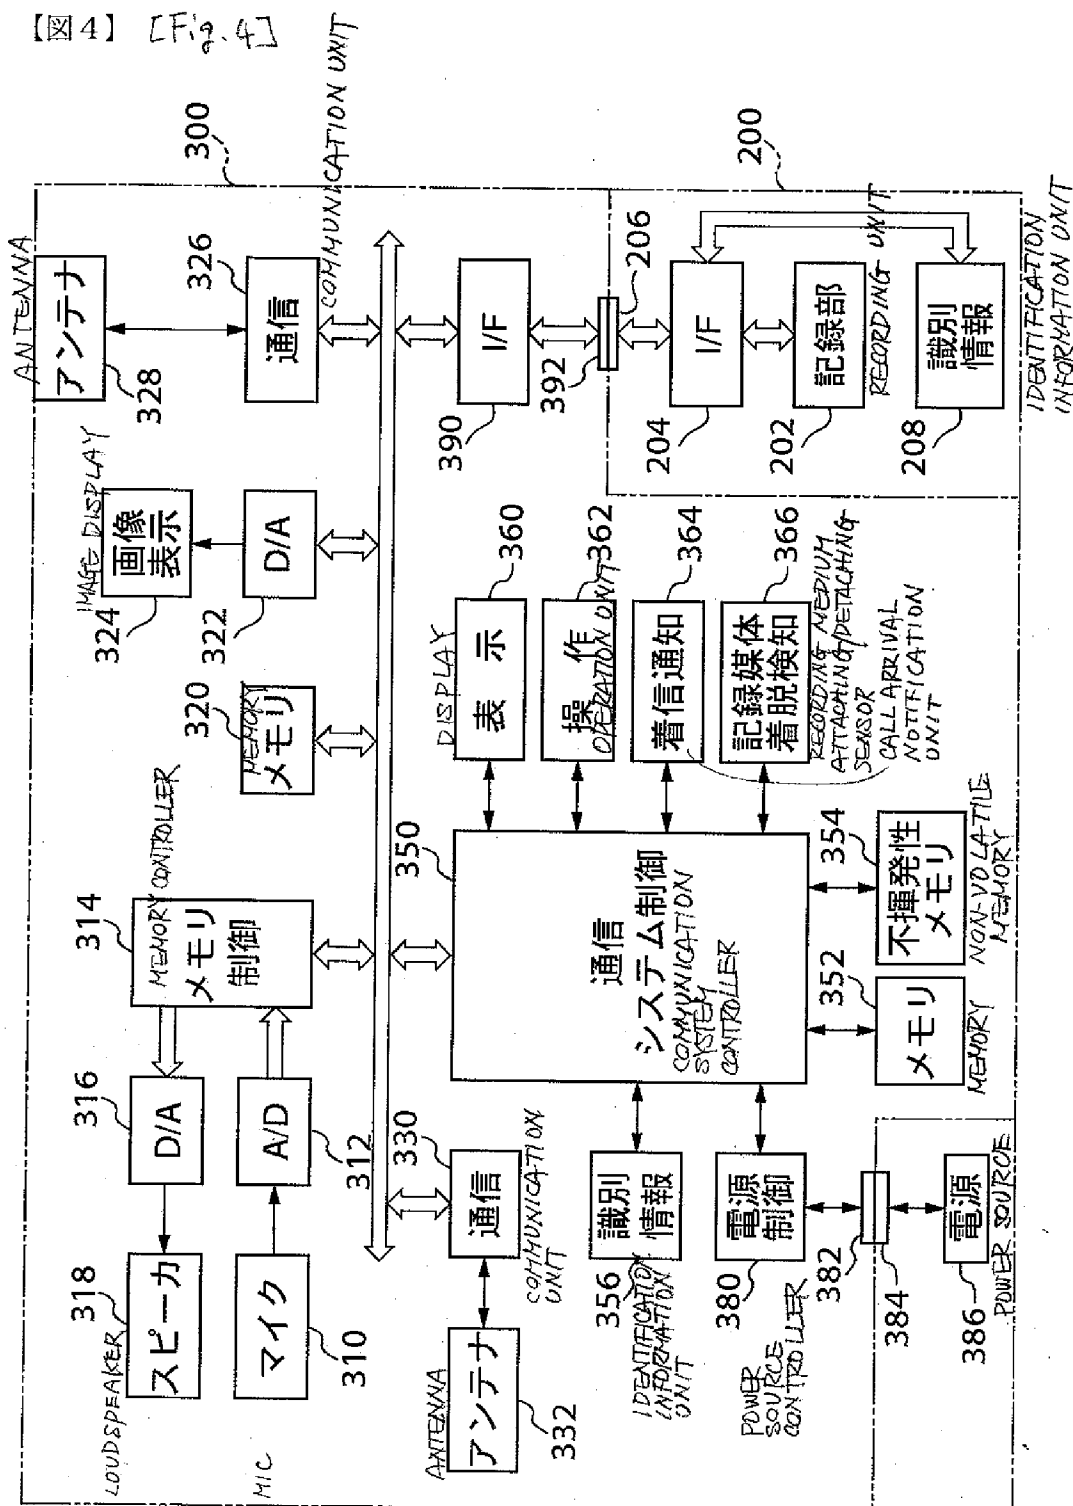 【図4】 [Fig. 4]
ANTENNA
アンテナ
328
326
通信
COMMUNICATION UNIT
300
IMAGE DISPLAY
画像
表示
324
D/A
322
320
MEMORY
メモリ
314
MEMORY CONTROLLER
メモリ
制御
316
D/A
A/D
312
318
スピーカ
LOUDSPEAKER
マイク
310
MIC
330
通信
COMMUNICATION
UNIT
ANTENNA
アンテナ
332
350
通信
システム制御
COMMUNICATION
SYSTEM
CONTROLLER
DISPLAY
表示
360
操作
OPERATION UNIT
362
着信通知
364
CALL ARRIVAL
NOTIFICATION
UNIT
記録媒体
着脱検知
366
RECORDING MEDIUM
ATTACHING/DETACHING
SENSOR
識別
情報
356
IDENTIFICATION
INFORMATION
UNIT
電源
制御
380
POWER
SOURCE
CONTROLLER
382
384
電源
386
POWER SOURCE
352
メモリ
MEMORY
354
不揮発性
メモリ
NON-VOLATILE
MEMORY
I/F
390
392
206
200
I/F
204
記録部
202
RECORDING UNIT
識別
情報
208
IDENTIFICATION
INFORMATION UNIT